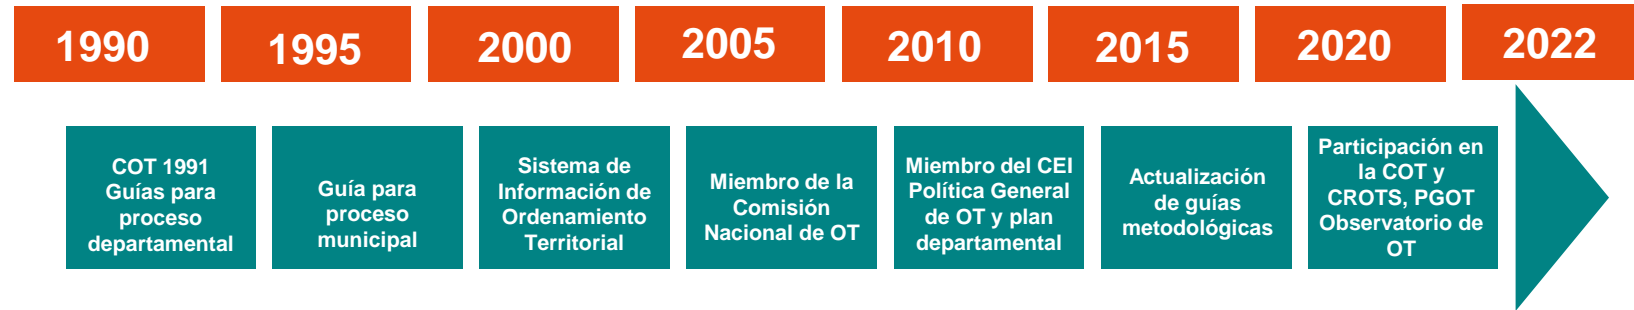 1990
1995
2000
2005
2010
2015
2020
2022
COT 1991
Guías para
proceso
departamental
Guía para
proceso
municipal
Sistema de
Información de
Ordenamiento
Territorial
Miembro de la
Comisión
Nacional de OT
Miembro del CEI
Política General
de OT y plan
departamental
Actualización
de guías
metodológicas
Participación en
la COT y
CROTS, PGOT
Observatorio de
OT